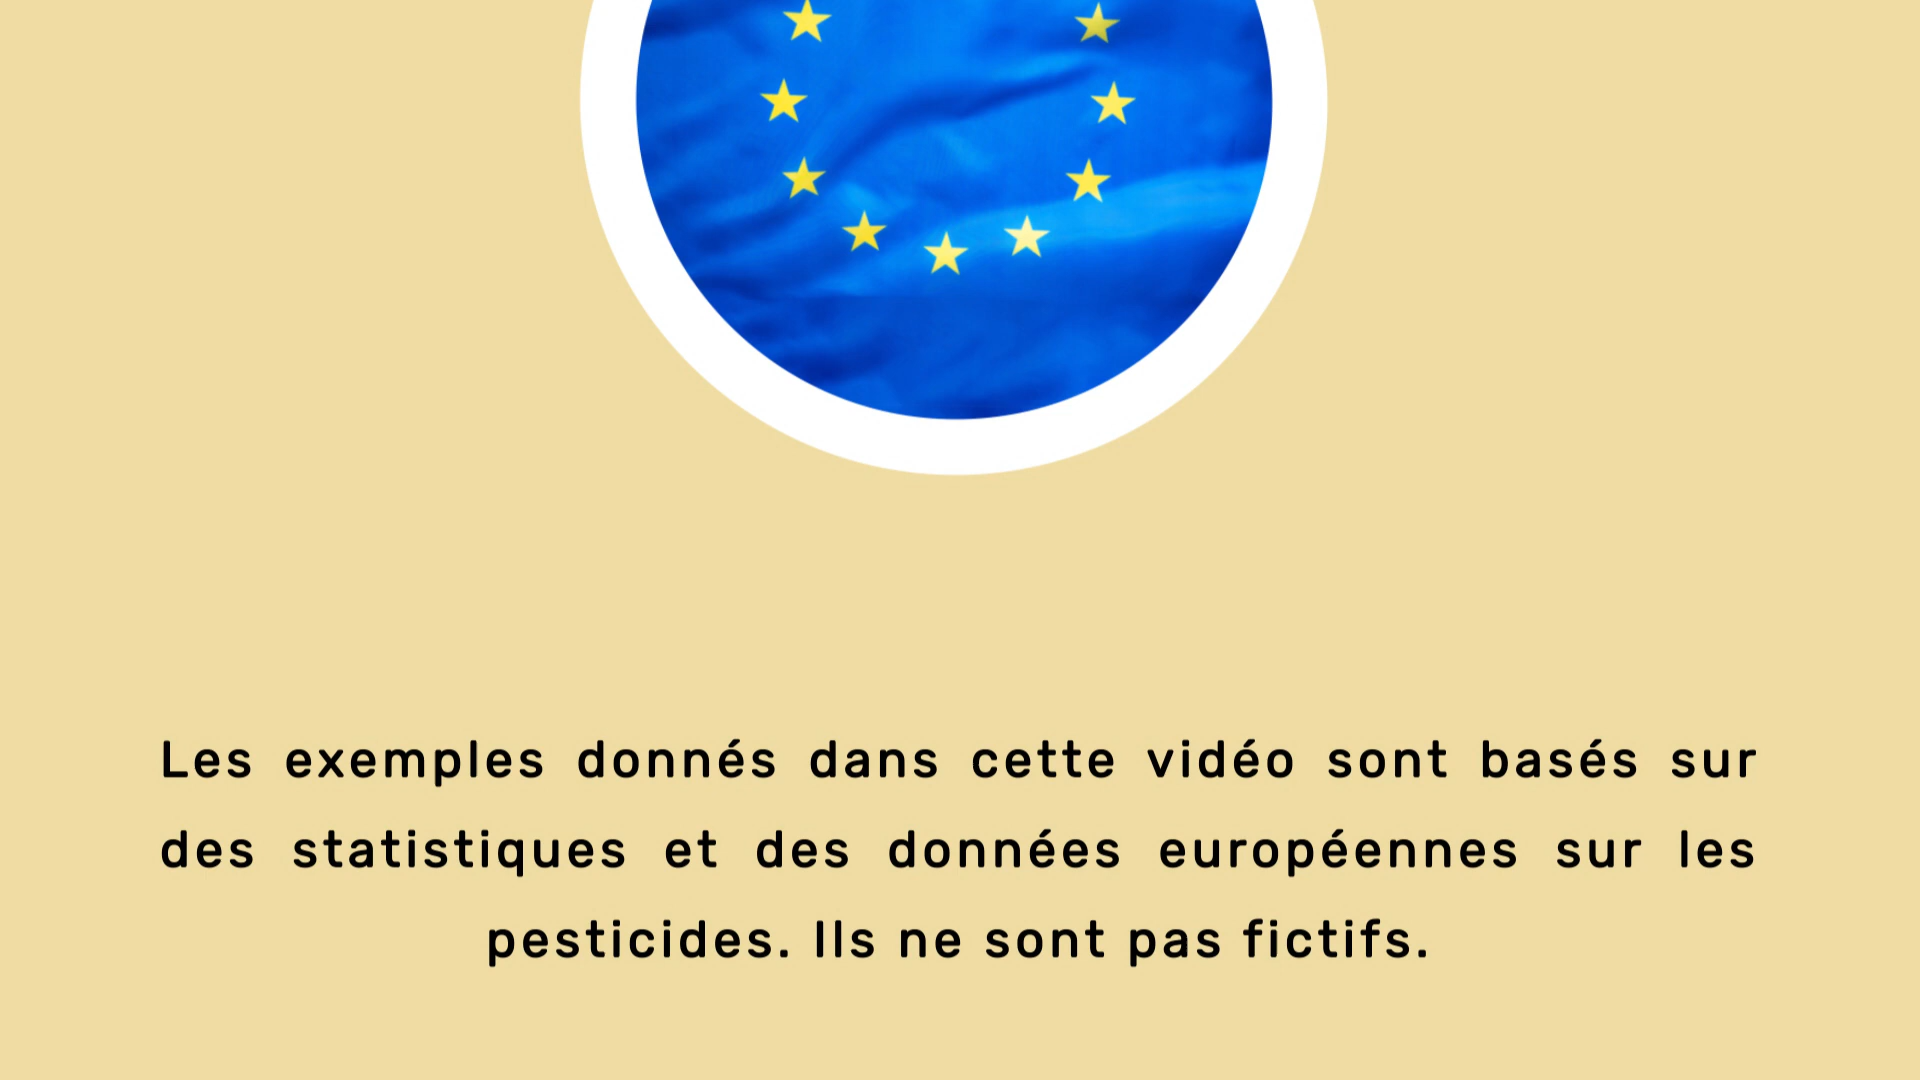 Les exemples donnés dans cette vidéo sont basés sur
des statistiques et des données européennes sur les
pesticides. Ils ne sont pas fictifs.